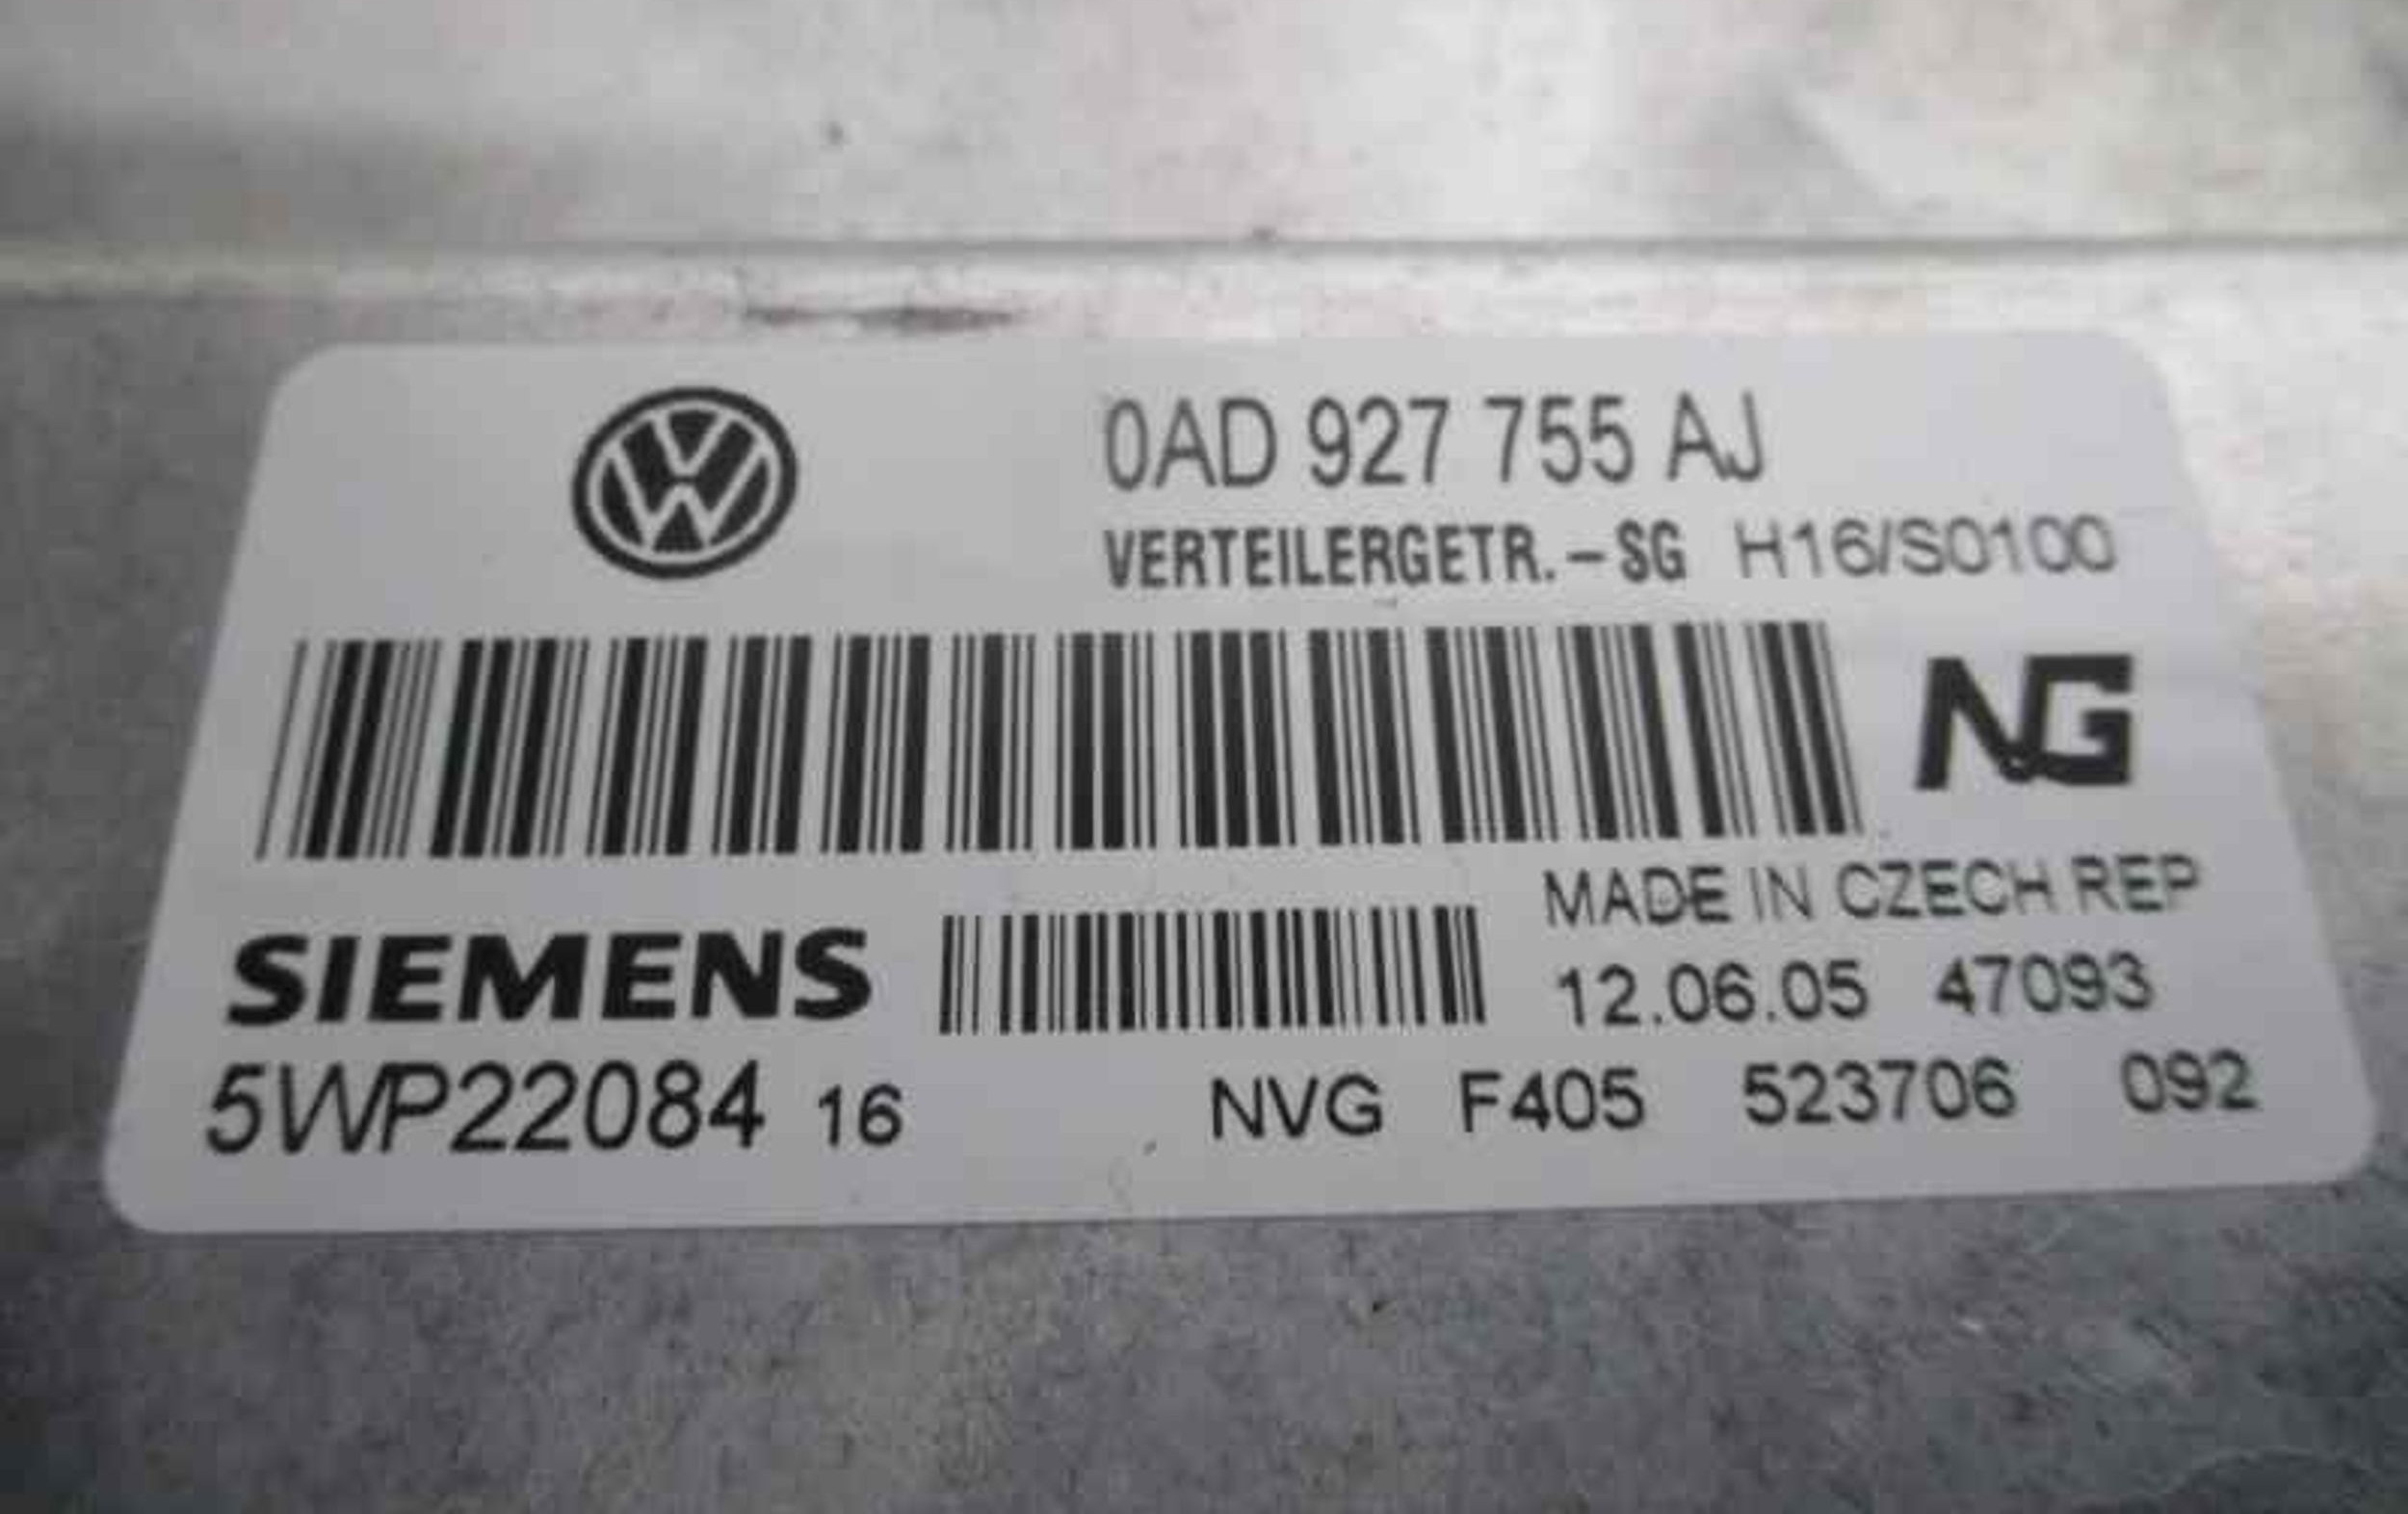 0AD 927 755 AJ
VERTEILERGETR.-SG H16/S0100
NG
MADE IN CZECH REP
SIEMENS 12.06.05 47093
5WP22084 16 NVG F405 523706 092